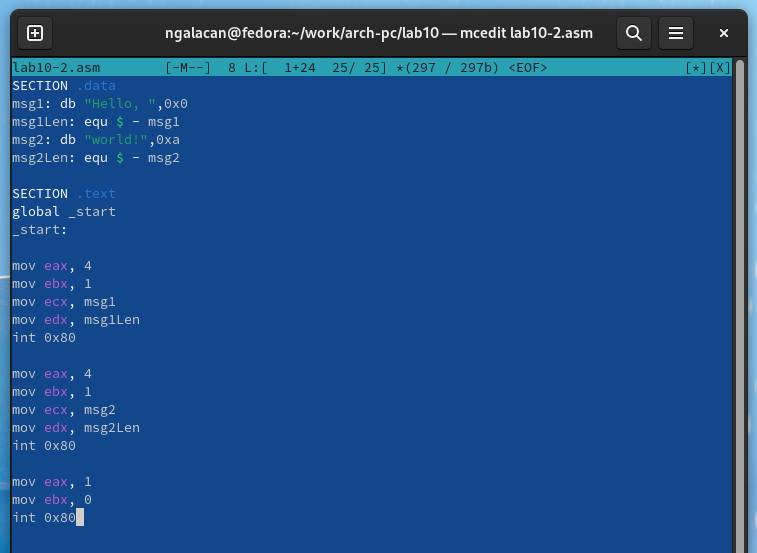 ngalacan@fedora:~/work/arch-pc/lab10 — mcedit lab10-2.asm
lab10-2.asm        [-M--]  8 L:[  1+24  25/ 25] *(297 / 297b) <EOF>                 [*][X]
SECTION .data
msg1: db "Hello, ",0x0
msg1Len: equ $ - msg1
msg2: db "world!",0xa
msg2Len: equ $ - msg2
SECTION .text
global _start
_start:
mov eax, 4
mov ebx, 1
mov ecx, msg1
mov edx, msg1Len
int 0x80
mov eax, 4
mov ebx, 1
mov ecx, msg2
mov edx, msg2Len
int 0x80
mov eax, 1
mov ebx, 0
int 0x80